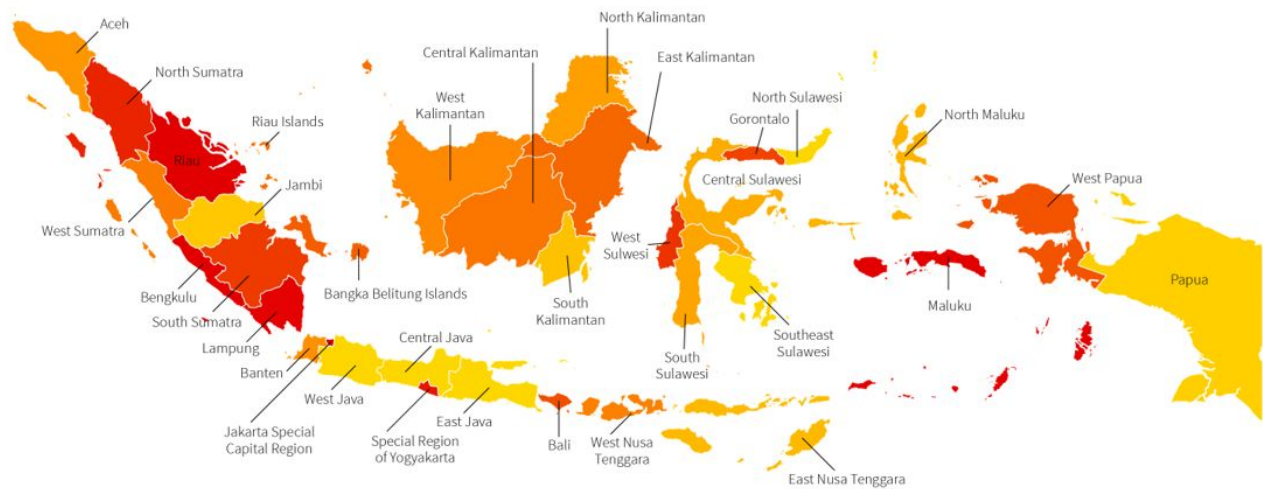 Aceh
North Sumatra
Riau Islands
Riau
Jambi
West Sumatra
Bengkulu
South Sumatra
Lampung
Bangka Belitung Islands
Banten
West Java
Central Java
Jakarta Special
Capital Region
Special Region
of Yogyakarta
East Java
Bali
West Nusa
Tenggara
East Nusa Tenggara
North Kalimantan
Central Kalimantan
East Kalimantan
West
Kalimantan
South
Kalimantan
North Sulawesi
Gorontalo
Central Sulawesi
West
Sulwesi
South
Sulawesi
Southeast
Sulawesi
North Maluku
Maluku
West Papua
Papua